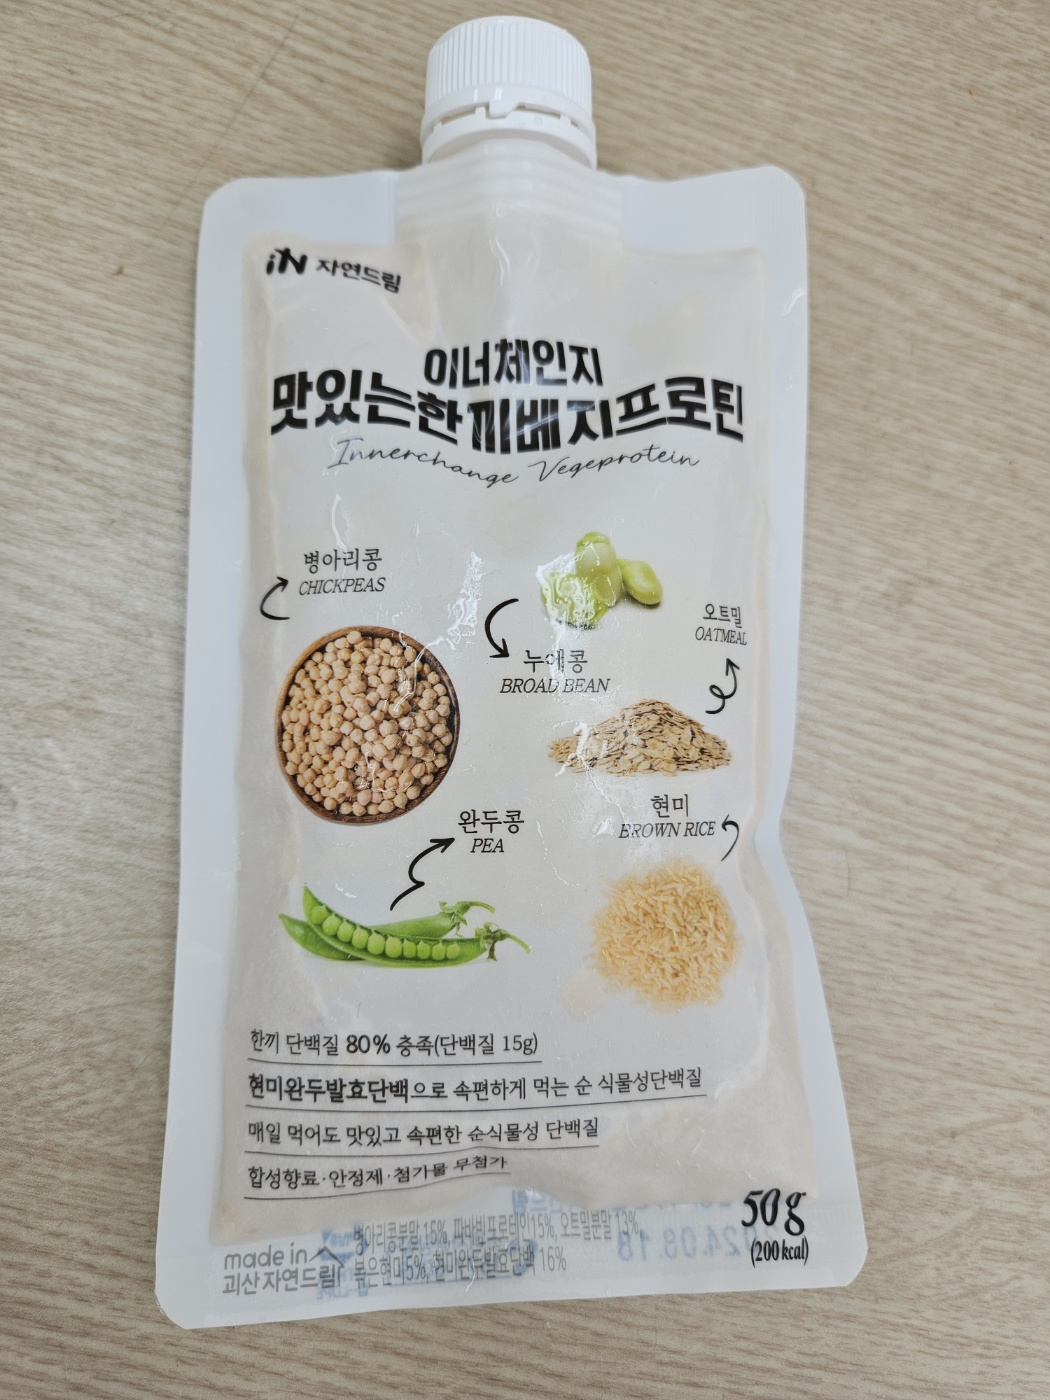 iN 자연드림
이너체인지
맛있는한끼베지프로틴
Innerchange Vegeprotein
병아리콩
CHICKPEAS
누에콩
BROAD BEAN
오트밀
OATMEAL
완두콩
PEA
현미
BROWN RICE
한끼 단백질 80% 충족(단백질 15g)
현미완두발효단백으로 속편하게 먹는 순 식물성단백질
매일 먹어도 맛있고 속편한 순식물성 단백질
합성향료·안정제·첨가물 무첨가
50g
(200kcal)
made in
괴산자연드림
병아리콩분말 16%, 파바빈프로테인15%, 오트밀분말 13%,
볶은현미5%, 현미완두발효단백 16%
2024.08.18